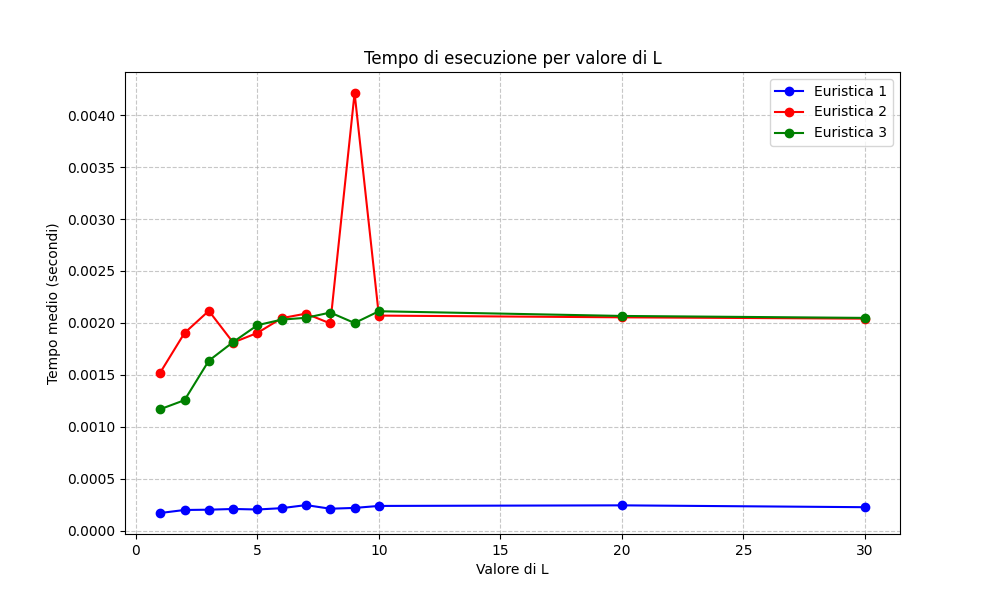 Tempo di esecuzione per valore di L
Euristica 1
Euristica 2
Euristica 3
Tempo medio (secondi)
0.0040
0.0035
0.0030
0.0025
0.0020
0.0015
0.0010
0.0005
0.0000
0 5 10 15 20 25 30
Valore di L